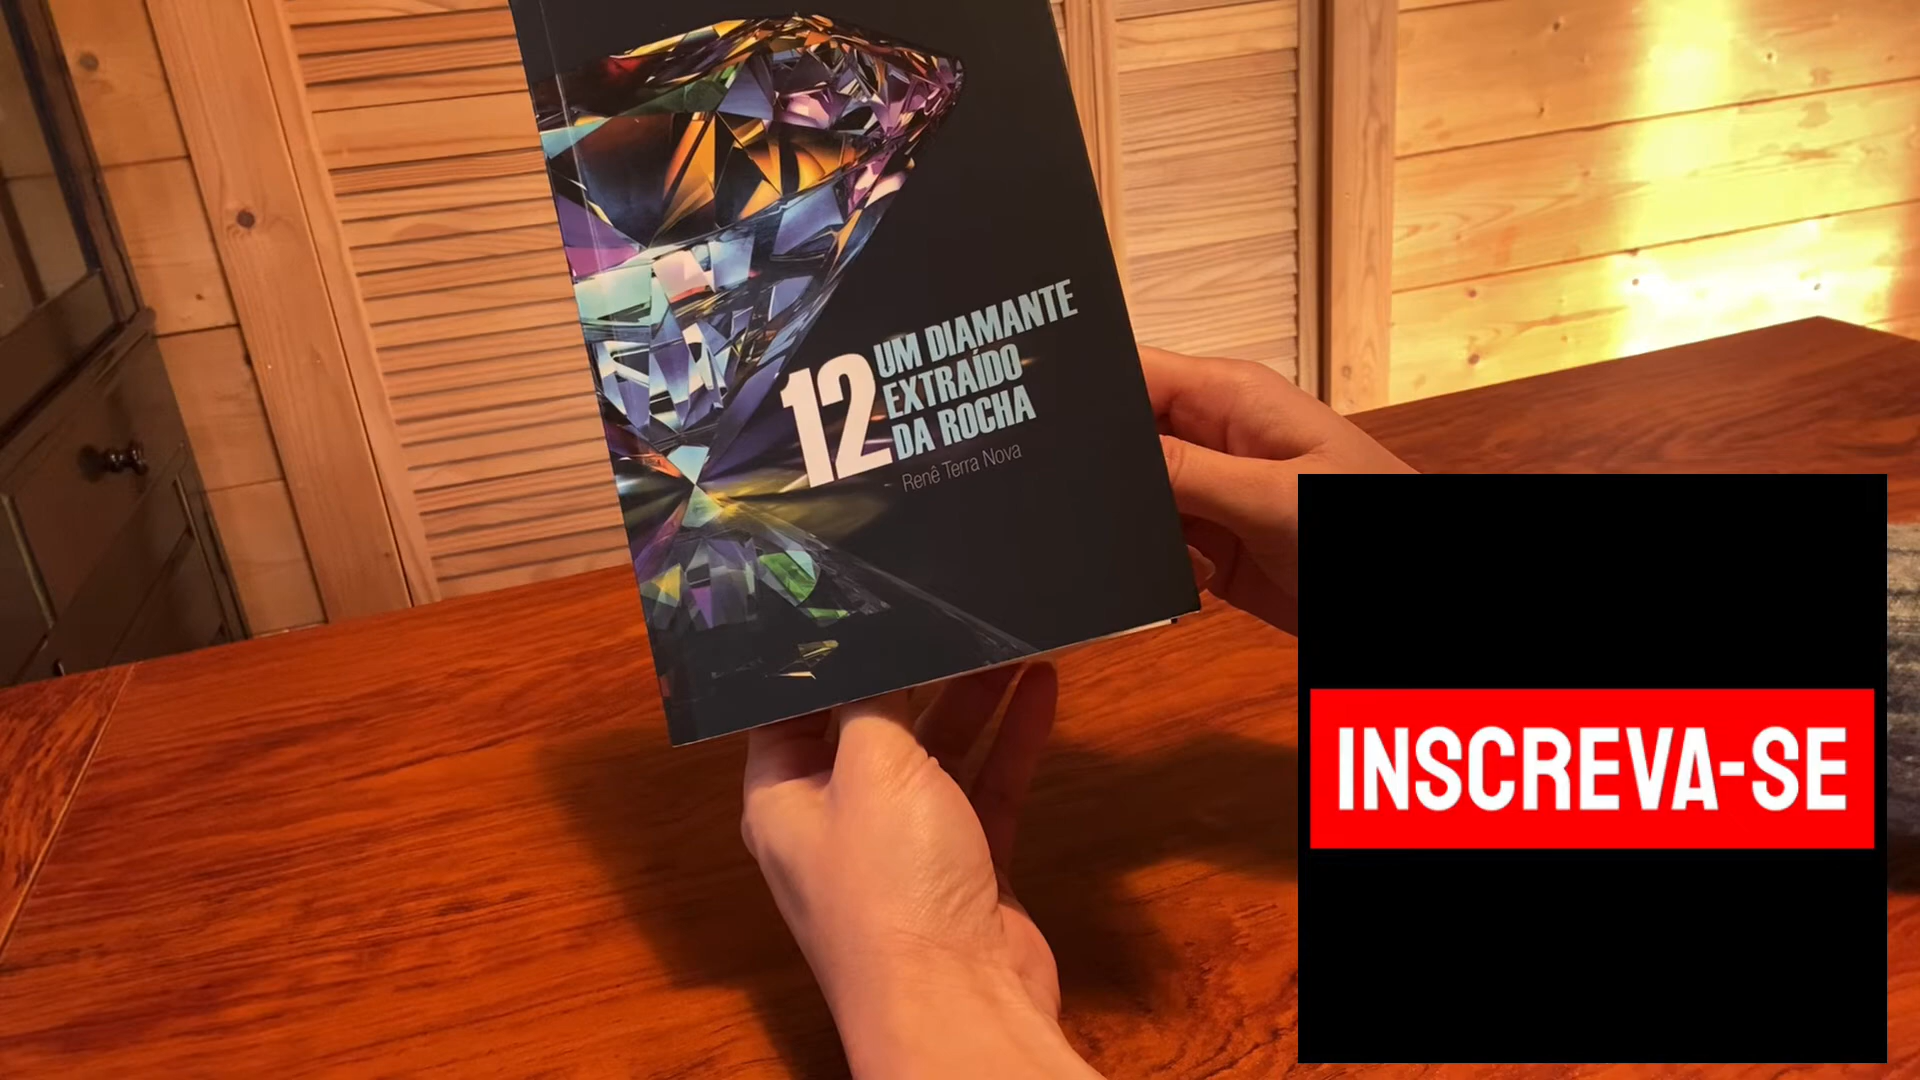 12
UM DIAMANTE
EXTRAÍDO
DA ROCHA
Renê Terra Nova
INSCREVA-SE